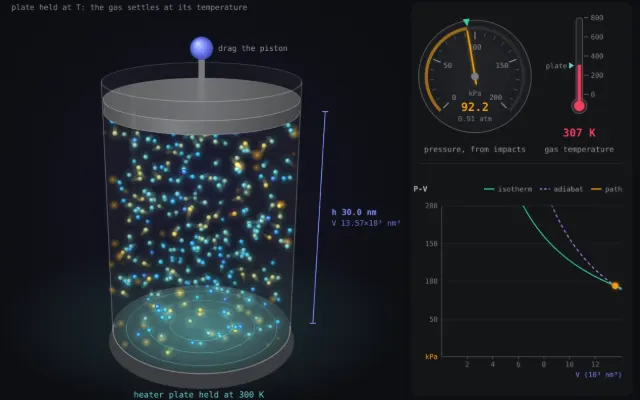 plate held at T: the gas settles at its temperature
drag the piston
h 30.0 nm
V 13.57×10³ nm³
heater plate held at 300 K
0
50
100
150
200
kPa
92.2
0.91 atm
pressure, from impacts
800
600
400
200
0
plate
307 K
gas temperature
P-V
isotherm
adiabat
path
200
150
100
50
kPa
2 4 6 8 10 12
V (10³ nm³)